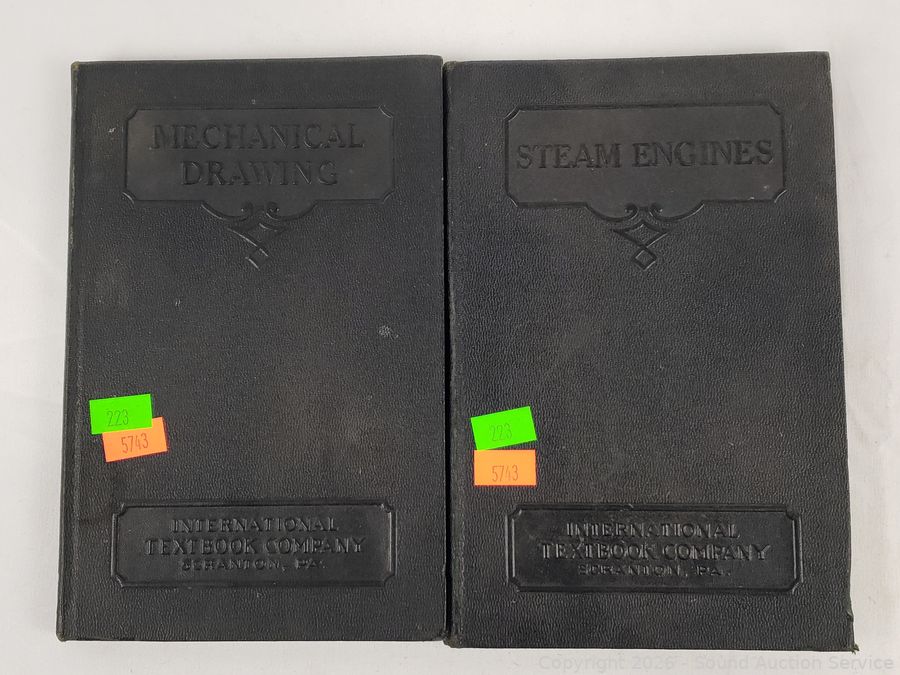 MECHANICAL
DRAWING
223
5743
INTERNATIONAL
TEXTBOOK COMPANY
SCRANTON, PA.
STEAM ENGINES
223
5743
INTERNATIONAL
TEXTBOOK COMPANY
SCRANTON, PA.
Copyright 2026 - Sound Auction Service